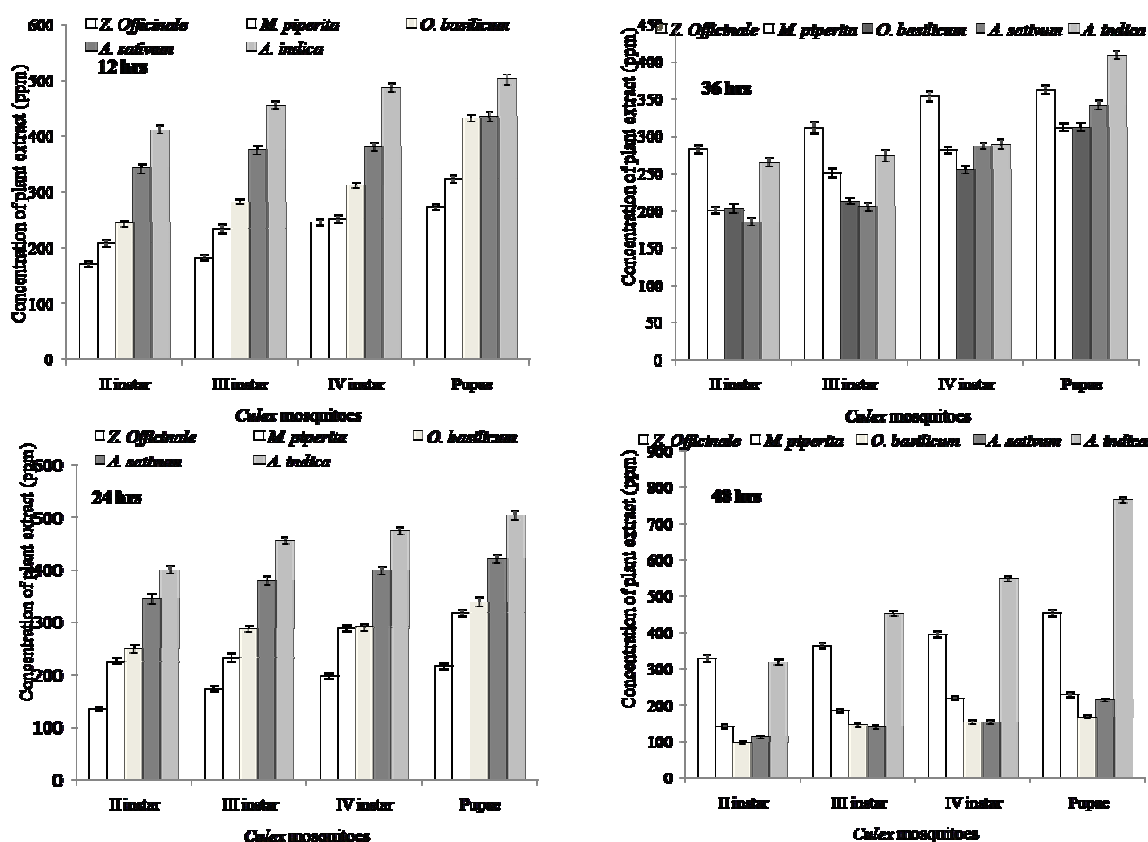 Z. Officinale M. piperita O. basilicum
A. sativum A. indica
12 hrs
Concentration of plant extract (ppm)
600
500
400
300
200
100
0
II instar III instar IV instar Pupae
Culex mosquitoes
Z. Officinale M. piperita O. basilicum A. sativum A. indica
36 hrs
Concentration of plant extract (ppm)
450
400
350
300
250
200
150
100
50
0
II instar III instar IV instar Pupae
Culex mosquitoes
Z. Officinale M. piperita O. basilicum
A. sativum A. indica
24 hrs
Concentration of plant extract (ppm)
600
500
400
300
200
100
0
II instar III instar IV instar Pupae
Culex mosquitoes
Z. Officinale M. piperita O. basilicum A. sativum A. indica
48 hrs
Concentration of plant extract (ppm)
900
800
700
600
500
400
300
200
100
0
II instar III instar IV instar Pupae
Culex mosquitoes